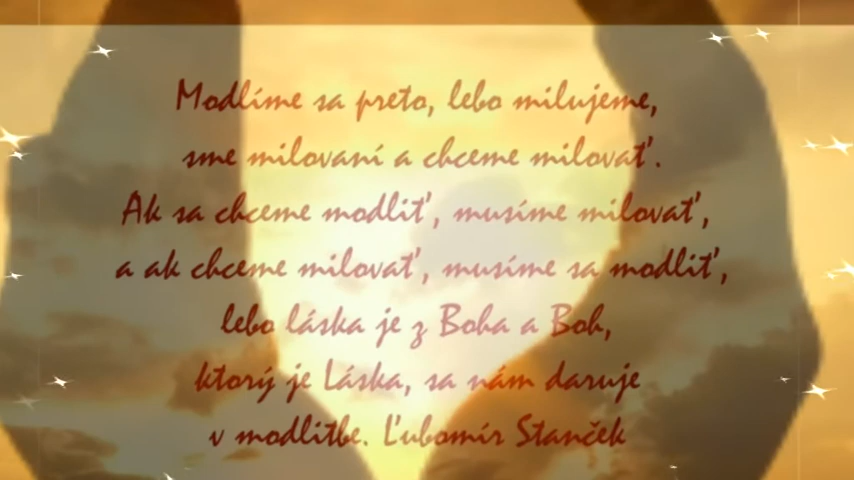 Modlíme sa preto, lebo milujeme,
sme milovaní a chceme milovať.
Ak sa chceme modliť, musíme milovať,
a ak chceme milovať, musíme sa modliť,
lebo láska je z Boha a Boh,
ktorý je Láska, sa nám daruje
v modlitbe. Ľubomír Stanček